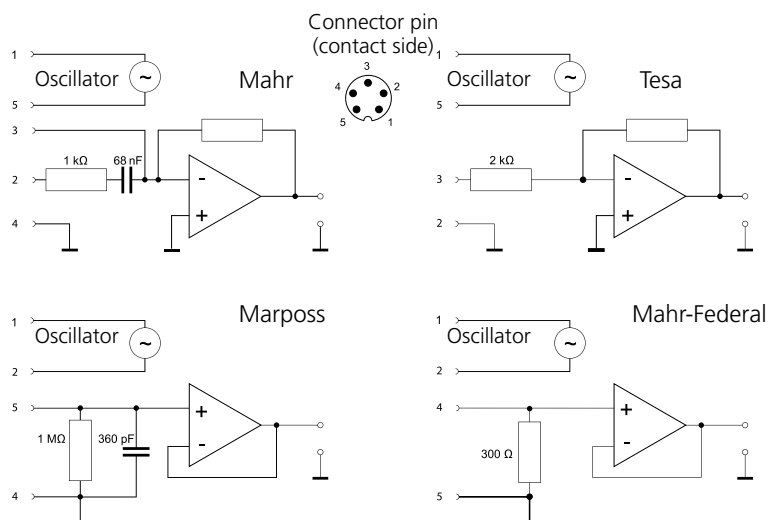 Connector pin
(contact side)
3
4
2
5
1
1
Oscillator
~
Mahr
5
3
2
1 kΩ
68 nF
-
+
4
1
Oscillator
~
Tesa
5
3
2 kΩ
-
+
2
1
Oscillator
~
Marposs
2
5
1 MΩ
360 pF
+
-
4
1
Oscillator
~
Mahr-Federal
2
4
300 Ω
+
-
5